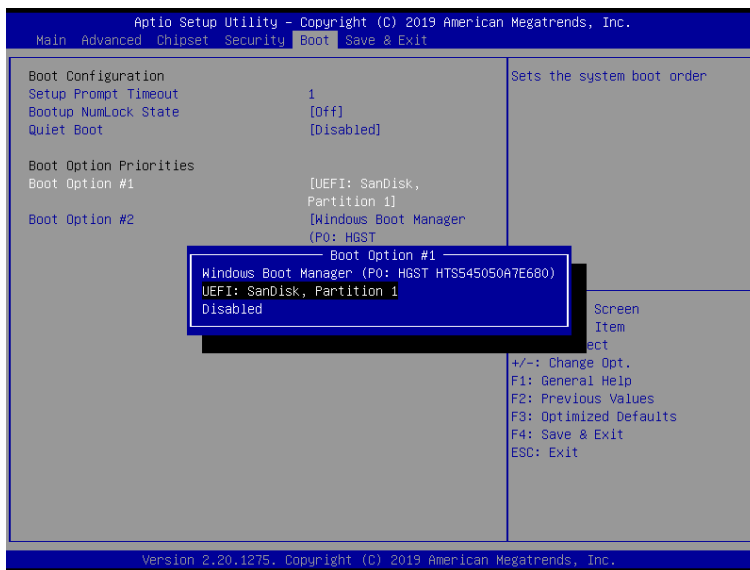 Aptio Setup Utility – Copyright (C) 2019 American Megatrends, Inc.
Main Advanced Chipset Security Boot Save & Exit
Boot Configuration
Setup Prompt Timeout 1
Bootup NumLock State [Off]
Quiet Boot [Disabled]
Boot Option Priorities
Boot Option #1 [UEFI: SanDisk,
Partition 1]
Boot Option #2 [Windows Boot Manager
(P0: HGST
Boot Option #1
Windows Boot Manager (P0: HGST HTS545050A7E680)
UEFI: SanDisk, Partition 1
Disabled
Sets the system boot order
Screen
Item
ect
+/-: Change Opt.
F1: General Help
F2: Previous Values
F3: Optimized Defaults
F4: Save & Exit
ESC: Exit
Version 2.20.1275. Copyright (C) 2019 American Megatrends, Inc.